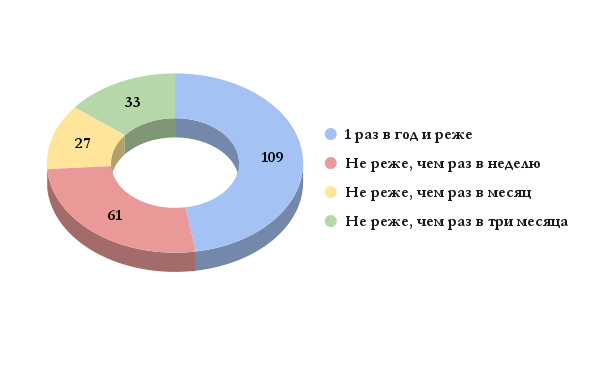 33
27
109
61
1 раз в год и реже
Не реже, чем раз в неделю
Не реже, чем раз в месяц
Не реже, чем раз в три месяца